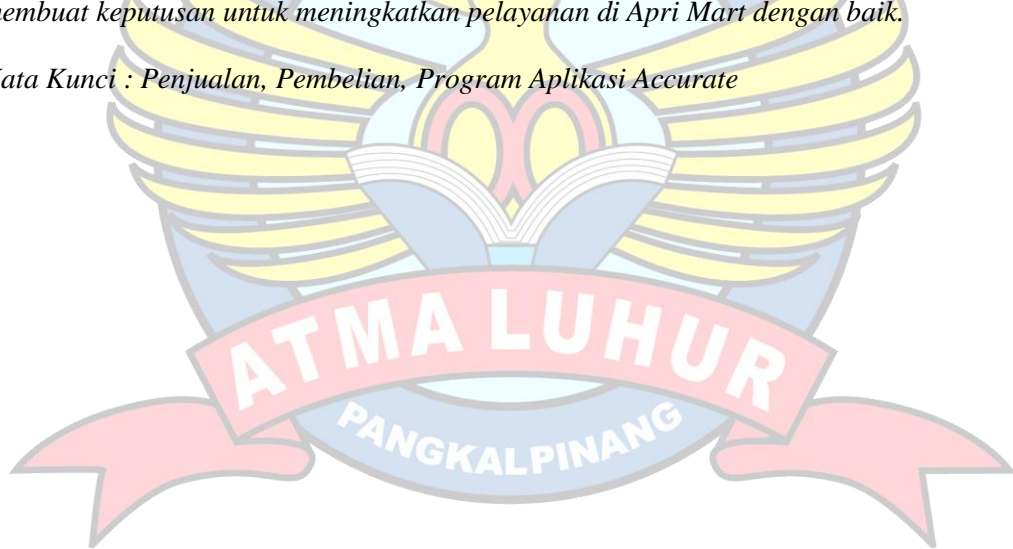 membuat keputusan untuk meningkatkan pelayanan di Apri Mart dengan baik.
Kata Kunci : Penjualan, Pembelian, Program Aplikasi Accurate
ATMA LUHUR
PANGKALPINANG